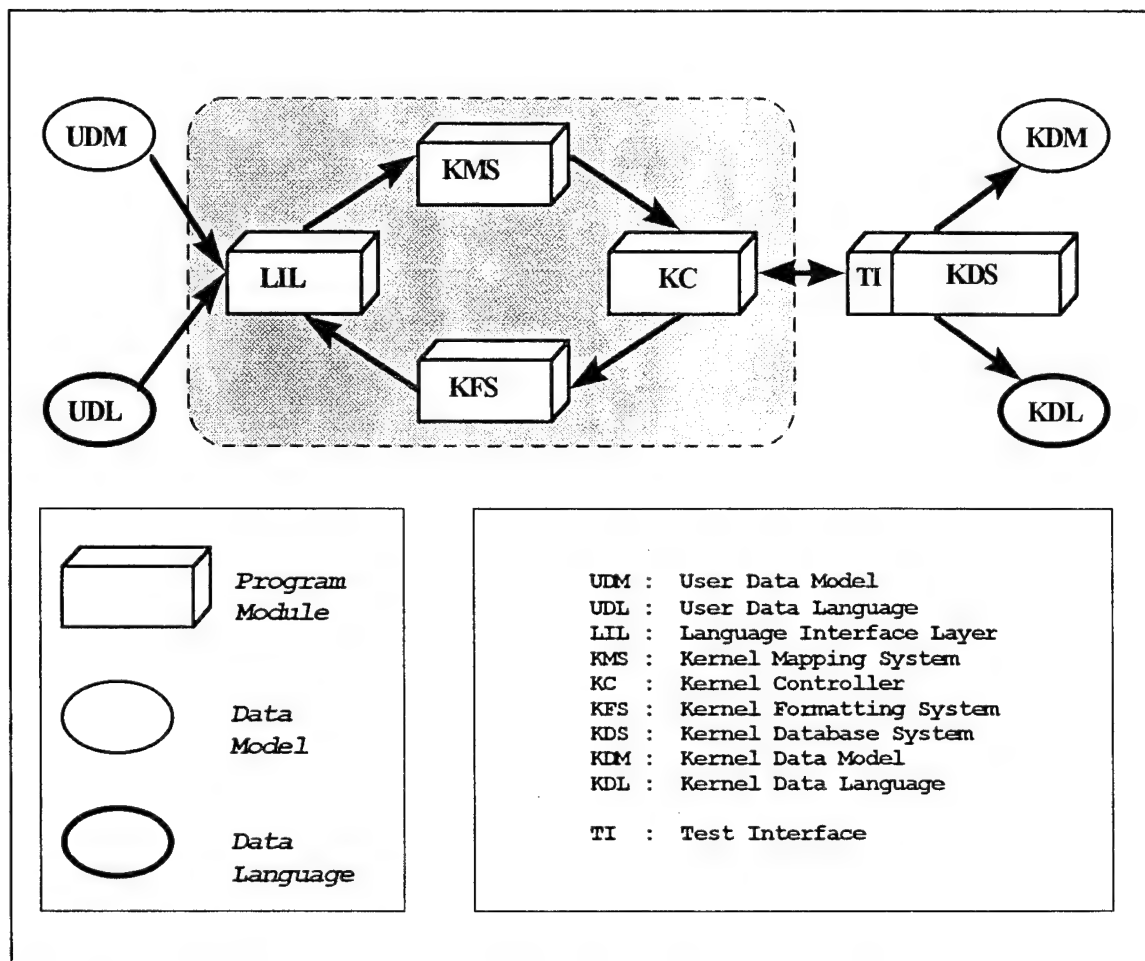 UDM
KMS
KDM
LIL
KC
TI
KDS
KFS
UDL
KDL
Program
Module
Data
Model
Data
Language
UDM : User Data Model
UDL : User Data Language
LIL : Language Interface Layer
KMS : Kernel Mapping System
KC : Kernel Controller
KFS : Kernel Formatting System
KDS : Kernel Database System
KDM : Kernel Data Model
KDL : Kernel Data Language
TI : Test Interface